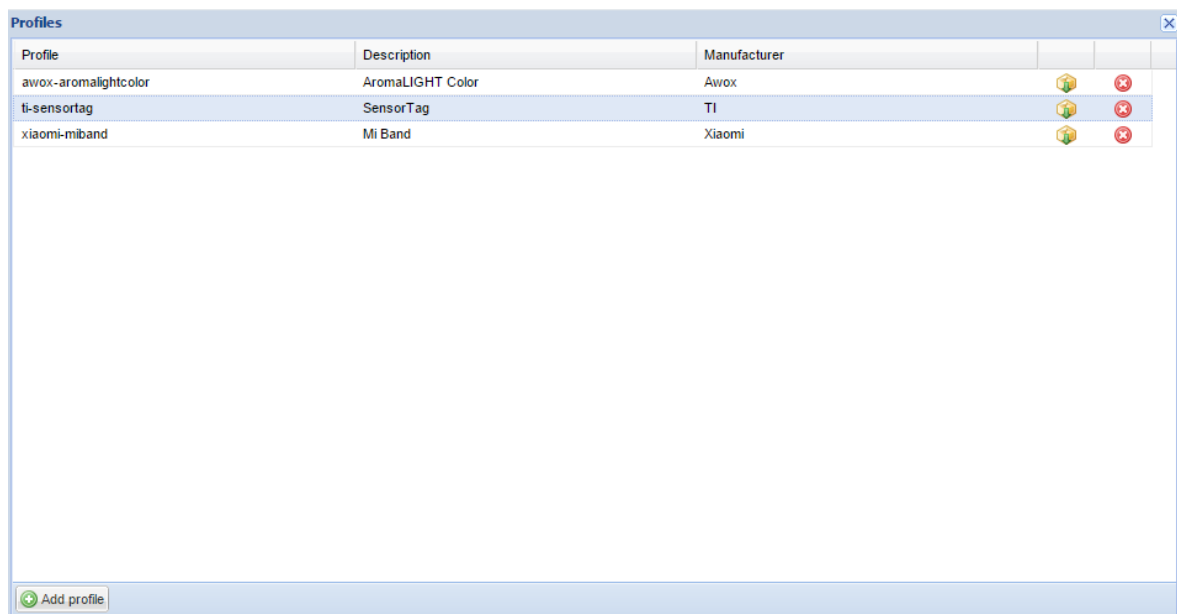 Profiles
Profile Description Manufacturer
awox-aromalightcolor AromaLIGHT Color Awox
ti-sensortag SensorTag TI
xiaomi-miband Mi Band Xiaomi
Add profile